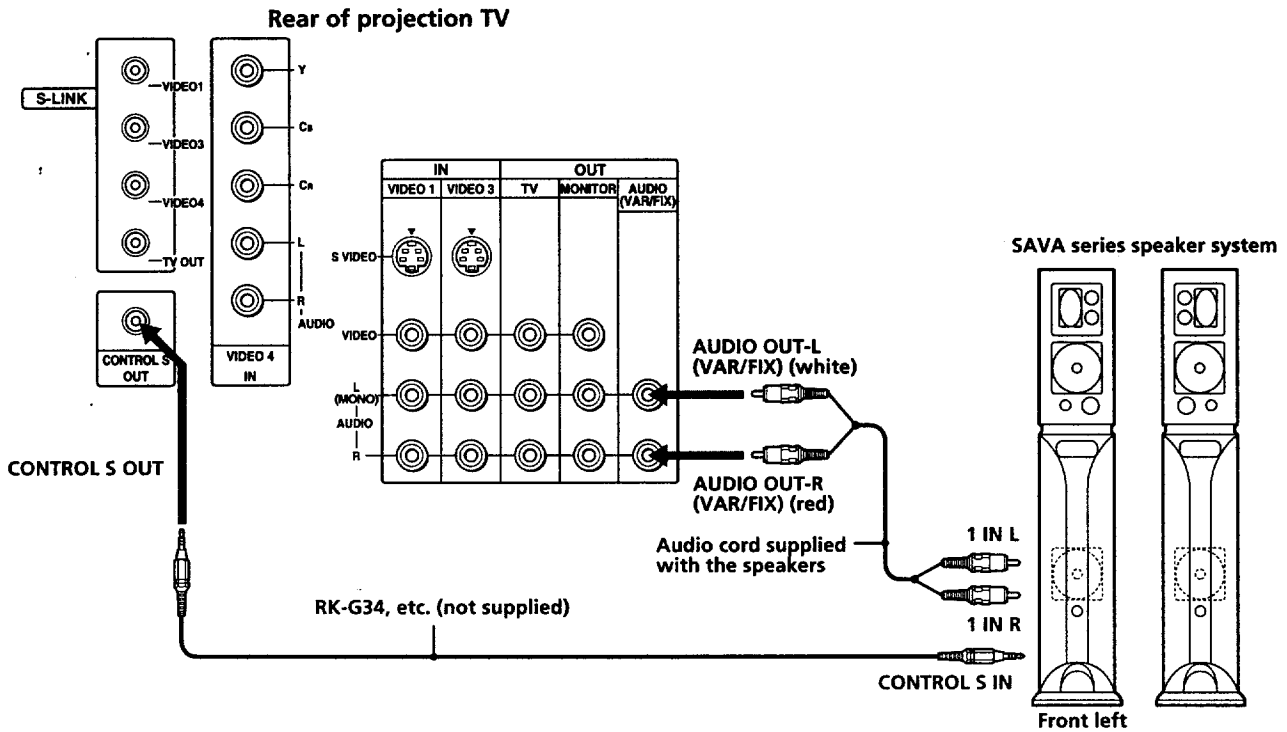 Rear of projection TV
S-LINK
VIDEO1
VIDEO3
VIDEO4
TV OUT
CONTROL S
OUT
Y
CB
CR
L
R
AUDIO
VIDEO 4
IN
IN
OUT
VIDEO 1
VIDEO 3
TV
MONITOR
AUDIO
(VAR/FIX)
S VIDEO
VIDEO
L
(MONO)
AUDIO
R
CONTROL S OUT
AUDIO OUT-L
(VAR/FIX) (white)
AUDIO OUT-R
(VAR/FIX) (red)
Audio cord supplied
with the speakers
RK-G34, etc. (not supplied)
SAVA series speaker system
1 IN L
1 IN R
CONTROL S IN
Front left